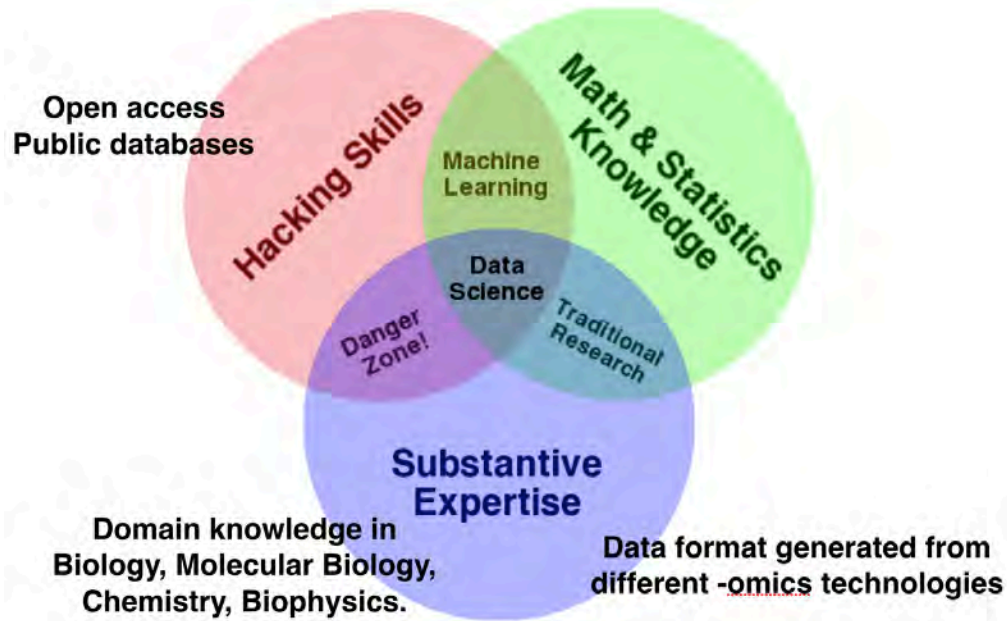 Open access
Public databases
Hacking Skills
Math & Statistics
Knowledge
Machine
Learning
Data
Science
Danger
Zone!
Traditional
Research
Substantive
Expertise
Domain knowledge in
Biology, Molecular Biology,
Chemistry, Biophysics.
Data format generated from
different -omics technologies